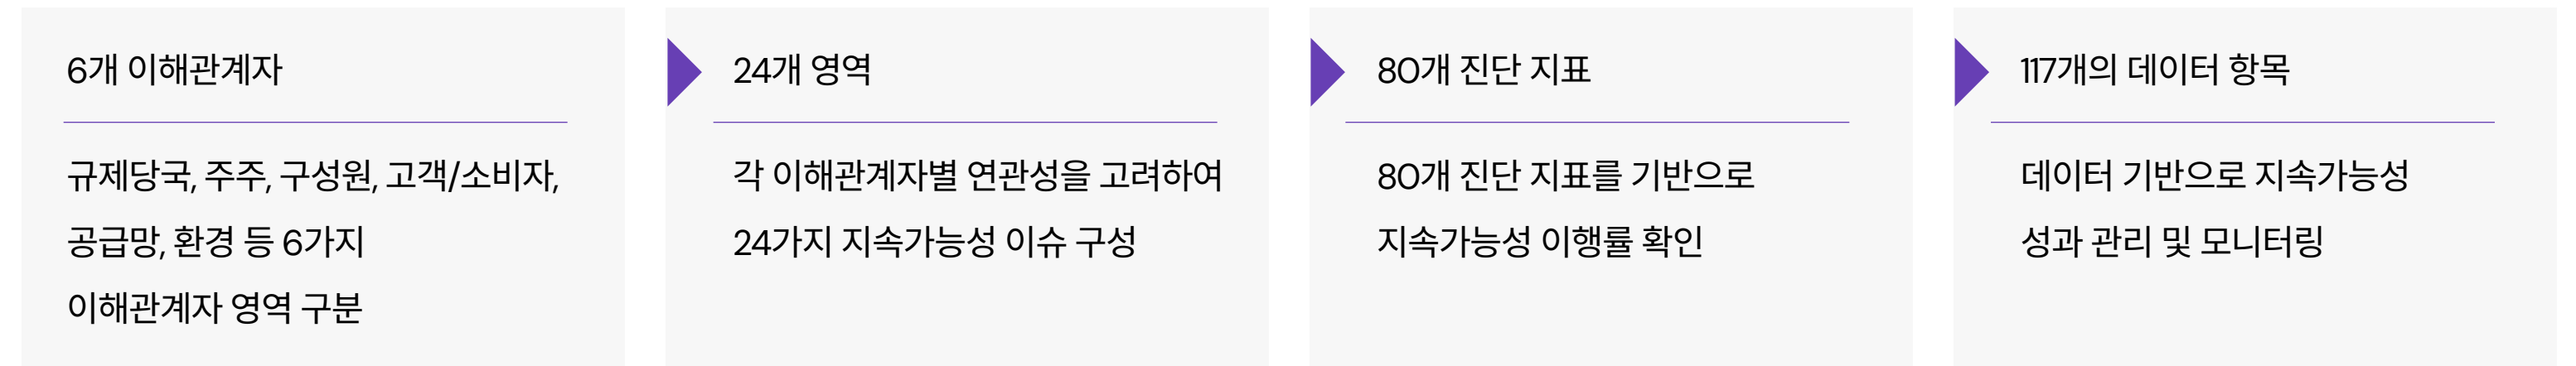 6개 이해관계자
규제당국, 주주, 구성원, 고객/소비자,
공급망, 환경 등 6가지
이해관계자 영역 구분
24개 영역
각 이해관계자별 연관성을 고려하여
24가지 지속가능성 이슈 구성
80개 진단 지표
80개 진단 지표를 기반으로
지속가능성 이행률 확인
117개의 데이터 항목
데이터 기반으로 지속가능성
성과 관리 및 모니터링